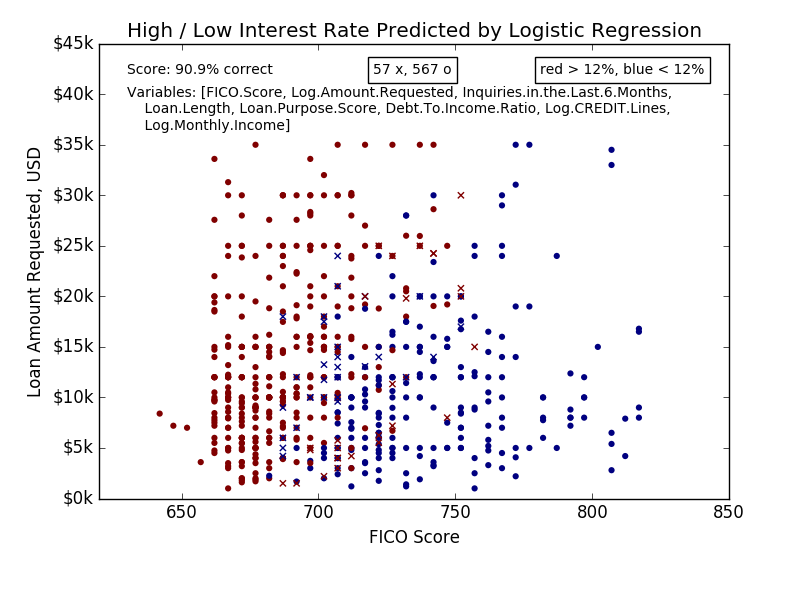 High / Low Interest Rate Predicted by Logistic Regression
Score: 90.9% correct
57 x, 567 o
red > 12%, blue < 12%
Variables: [FICO.Score, Log.Amount.Requested, Inquiries.in.the.Last.6.Months,
Loan.Length, Loan.Purpose.Score, Debt.To.Income.Ratio, Log.CREDIT.Lines,
Log.Monthly.Income]
Loan Amount Requested, USD
$45k
$40k
$35k
$30k
$25k
$20k
$15k
$10k
$5k
$0k
650 700 750 800 850
FICO Score